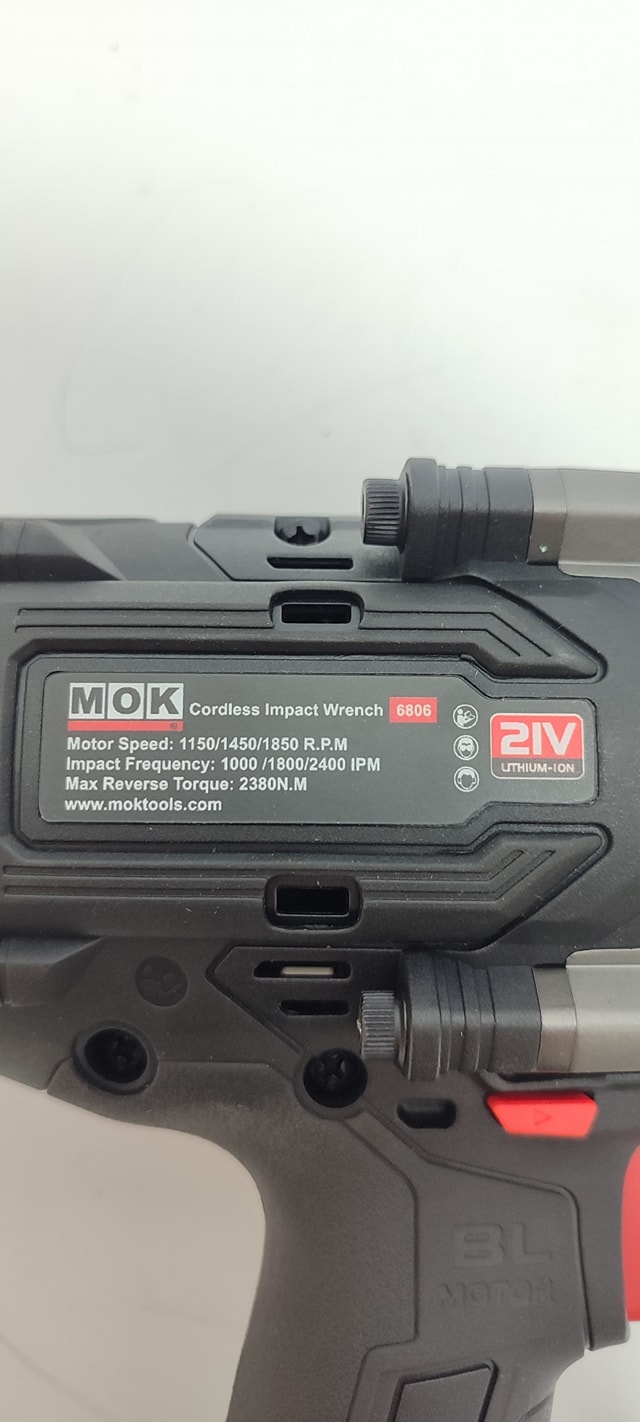 MOK Cordless Impact Wrench 6806
Motor Speed: 1150/1450/1850 R.P.M
Impact Frequency: 1000 /1800/2400 IPM
Max Reverse Torque: 2380N.M
www.moktools.com
21V
LITHIUM-ION
BL
MOTOR